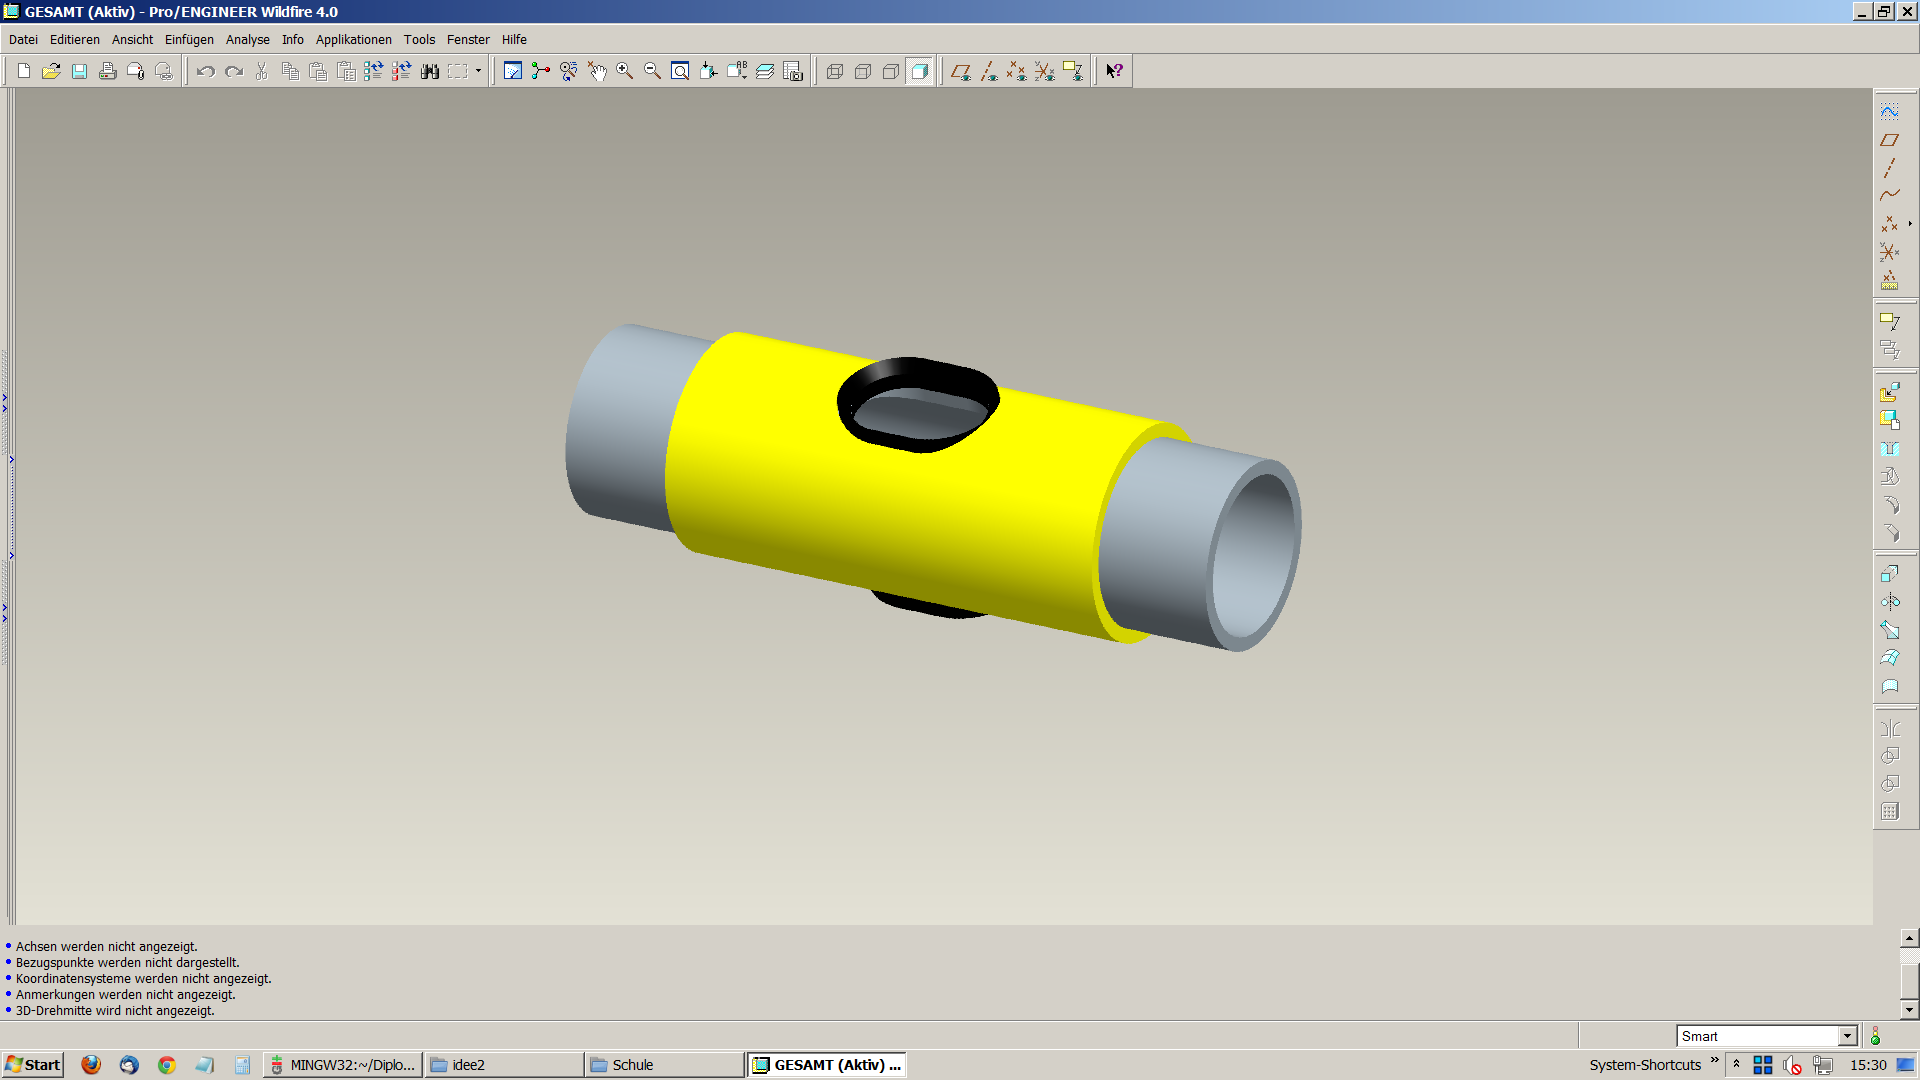 GESAMT (Aktiv) - Pro/ENGINEER Wildfire 4.0
Datei Editieren Ansicht Einfügen Analyse Info Applikationen Tools Fenster Hilfe
Achsen werden nicht angezeigt.
Bezugspunkte werden nicht dargestellt.
Koordinatensysteme werden nicht angezeigt.
Anmerkungen werden nicht angezeigt.
3D-Drehmitte wird nicht angezeigt.
Smart
Start MINGW32:~/Diplo... idee2 Schule GESAMT (Aktiv) ... System-Shortcuts 15:30